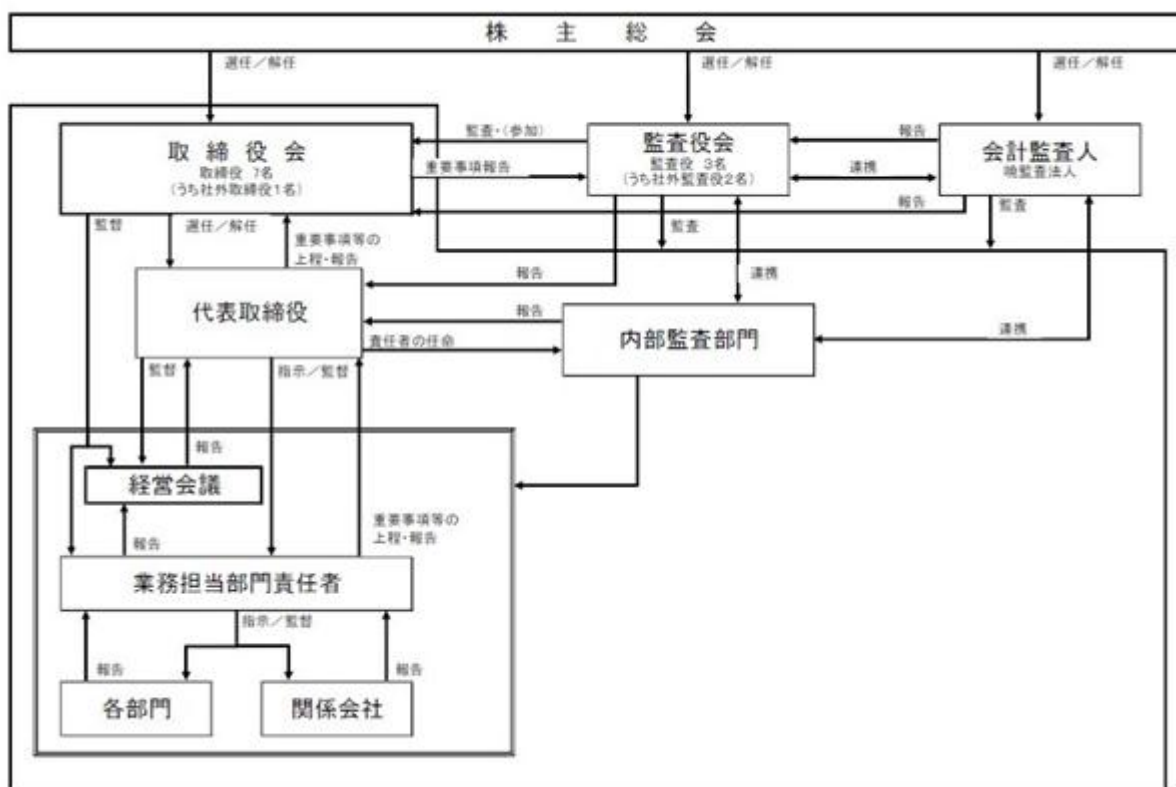 株主総会
選任／解任
選任／解任
選任／解任
取締役会
取締役 7名
(うち社外取締役1名)
監査・(参加)
重要事項報告
監査役会
監査役 3名
(うち社外監査役2名)
報告
連携
報告
会計監査人
暁監査法人
監督
選任／解任
重要事項等の
上程・報告
監査
監査
代表取締役
報告
連携
報告
責任者の任命
内部監査部門
連携
監督
指示／監督
報告
経営会議
報告
重要事項等の
上程・報告
業務担当部門責任者
指示／監督
報告
報告
各部門
関係会社